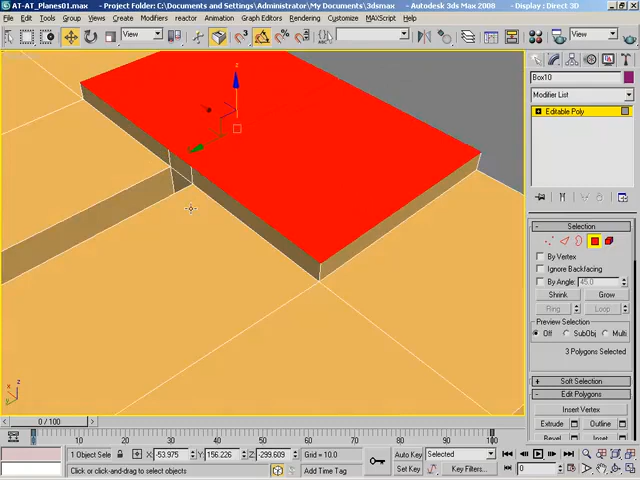 AT-AT_Planes01.max - Project Folder: C:\Documents and Settings\Administrator\My Documents\3dsmax - Autodesk 3ds Max 2008 - Display : Direct 3D
File Edit Tools Group Views Create Modifiers reactor Animation Graph Editors Rendering Customize MAXScript Help
View
View
Box10
Modifier List
Editable Poly
Selection
By Vertex
Ignore Backfacing
By Angle: 45.0
Shrink Grow
Ring Loop
Preview Selection
Off SubObj Multi
3 Polygons Selected
Soft Selection
Edit Polygons
Insert Vertex
Extrude Outline
Bevel Inset
z
z
x
y
0 / 100
0 10 20 30 40 50 60 70 80 90 100
1 Object Sele X: -53.975 Y: 156.226 Z: -299.609 Grid = 10.0 Auto Key Selected
Click or click-and-drag to select objects Add Time Tag Set Key Key Filters... 0